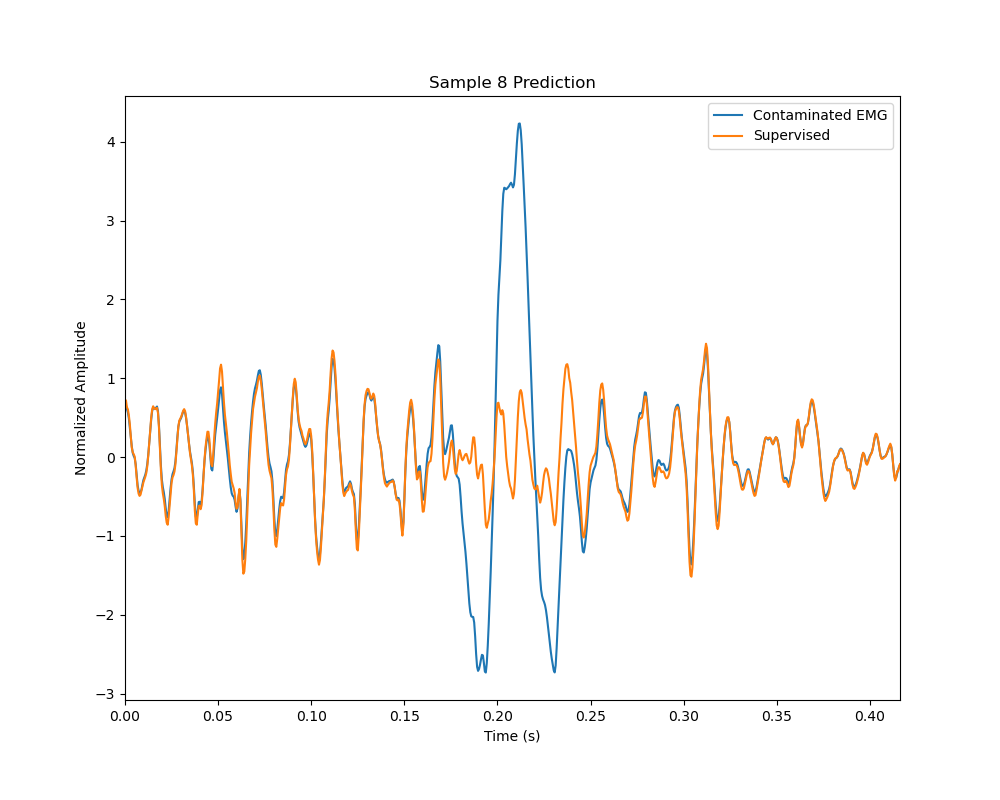 Sample 8 Prediction
Contaminated EMG
Supervised
Normalized Amplitude
4
3
2
1
0
−1
−2
−3
0.00 0.05 0.10 0.15 0.20 0.25 0.30 0.35 0.40
Time (s)